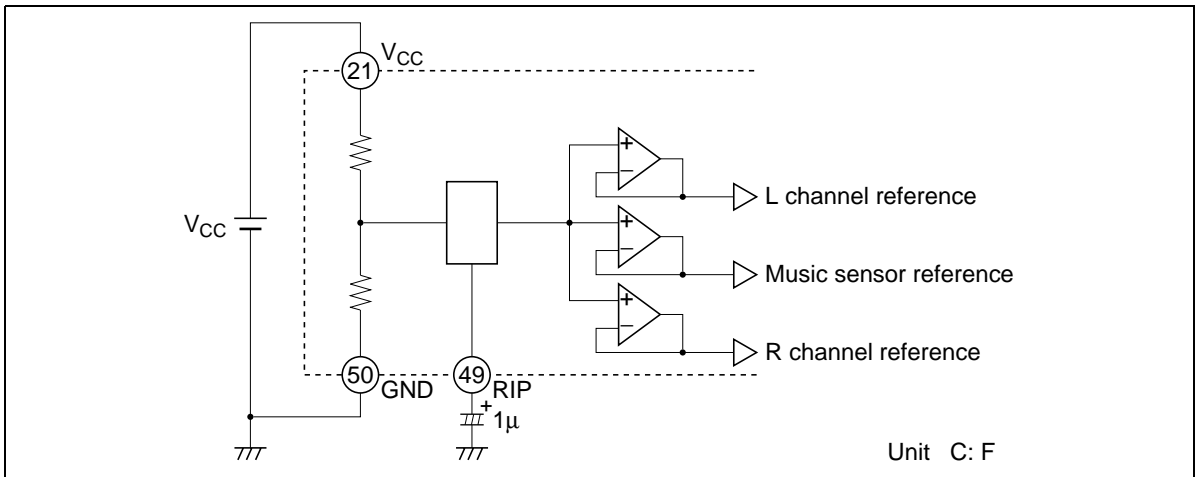 21 VCC
+
−
L channel reference
VCC
+
−
Music sensor reference
+
−
R channel reference
50 GND
49 RIP
+
1μ
Unit C: F